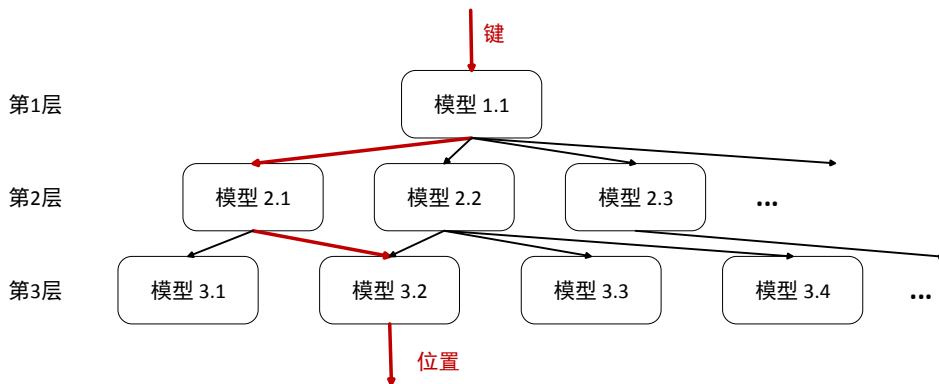 键
第1层
模型 1.1
第2层
模型 2.1
模型 2.2
模型 2.3
...
第3层
模型 3.1
模型 3.2
模型 3.3
模型 3.4
...
位置